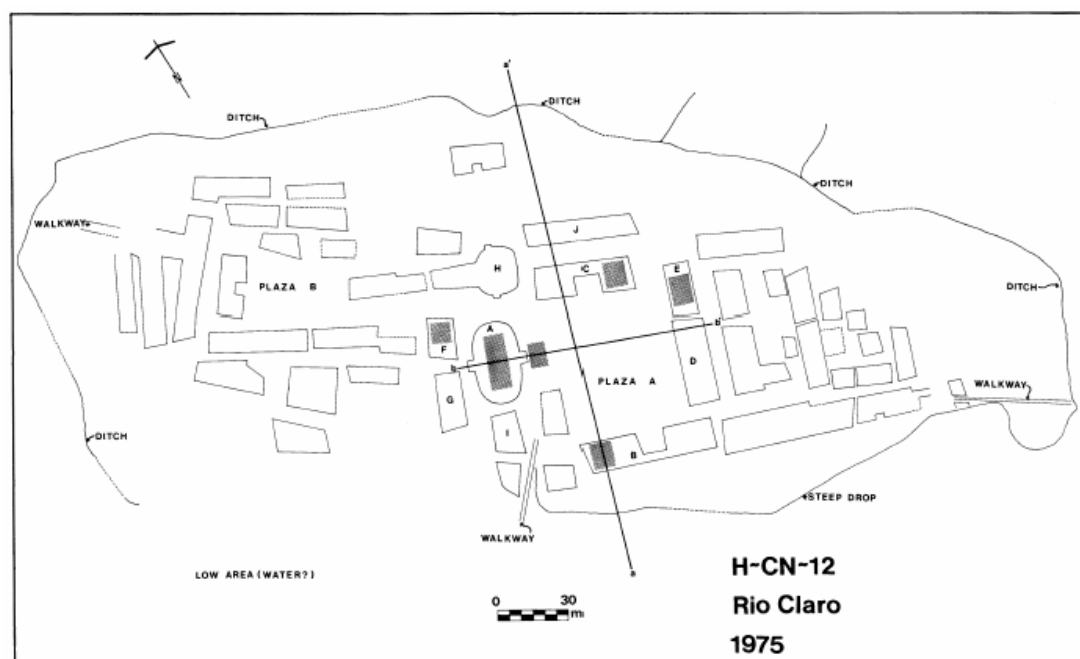 a'
DITCH
DITCH
DITCH
WALKWAY
J
H
C
E
PLAZA B
DITCH
A
b'
F
D
b
PLAZA A
G
I
WALKWAY
B
DITCH
STEEP DROP
WALKWAY
LOW AREA (WATER?)
a
H-CN-12
0 30
m
Rio Claro
1975